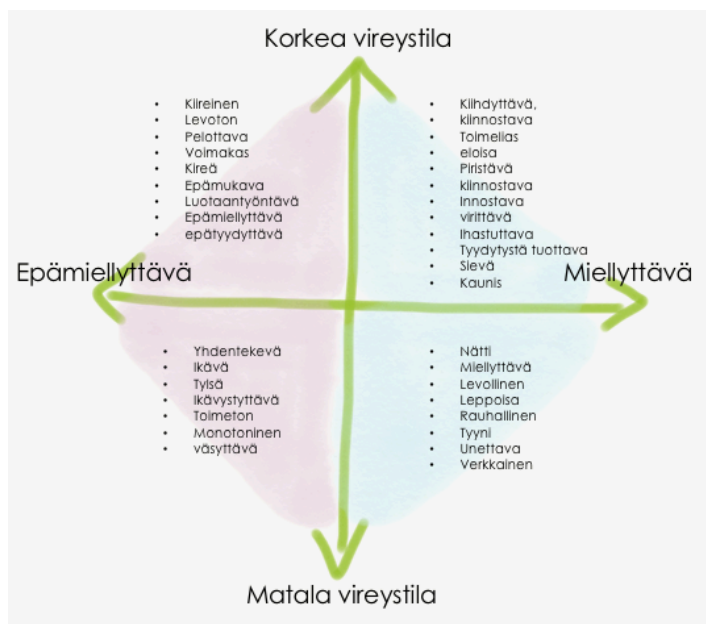 Korkea vireystila
• Kiireinen
• Levoton
• Pelottava
• Voimakas
• Kireä
• Epämukava
• Luotaantyöntävä
• Epämiellyttävä
• epätyydyttävä
• Kiihdyttävä,
• kiinnostava
• Toimelias
• eloisa
• Piristävä
• kiinnostava
• Innostava
• virittävä
• Ihastuttava
• Tyydytystä tuottava
• Sievä
• Kaunis
Epämiellyttävä
Miellyttävä
• Yhdentekevä
• Ikävä
• Tylsä
• Ikävystyttävä
• Toimeton
• Monotoninen
• väsyttävä
• Nätti
• Miellyttävä
• Levollinen
• Leppoisa
• Rauhallinen
• Tyyni
• Unettava
• Verkkainen
Matala vireystila